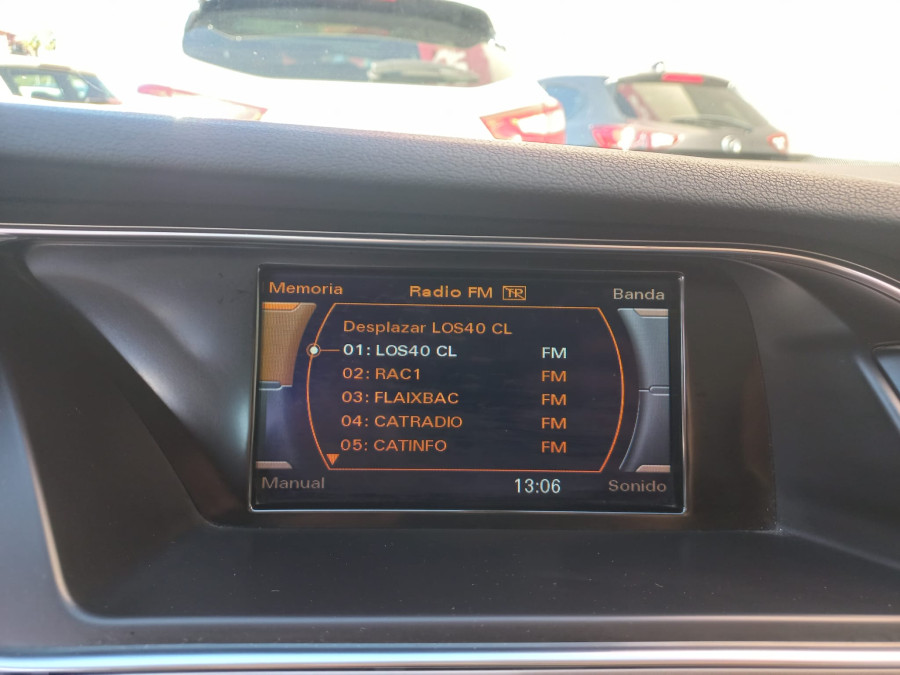 Memoria Radio FM TP Banda
Desplazar LOS40 CL
01: LOS40 CL FM
02: RAC1 FM
03: FLAIXBAC FM
04: CATRADIO FM
05: CATINFO FM
Manual 13:06 Sonido